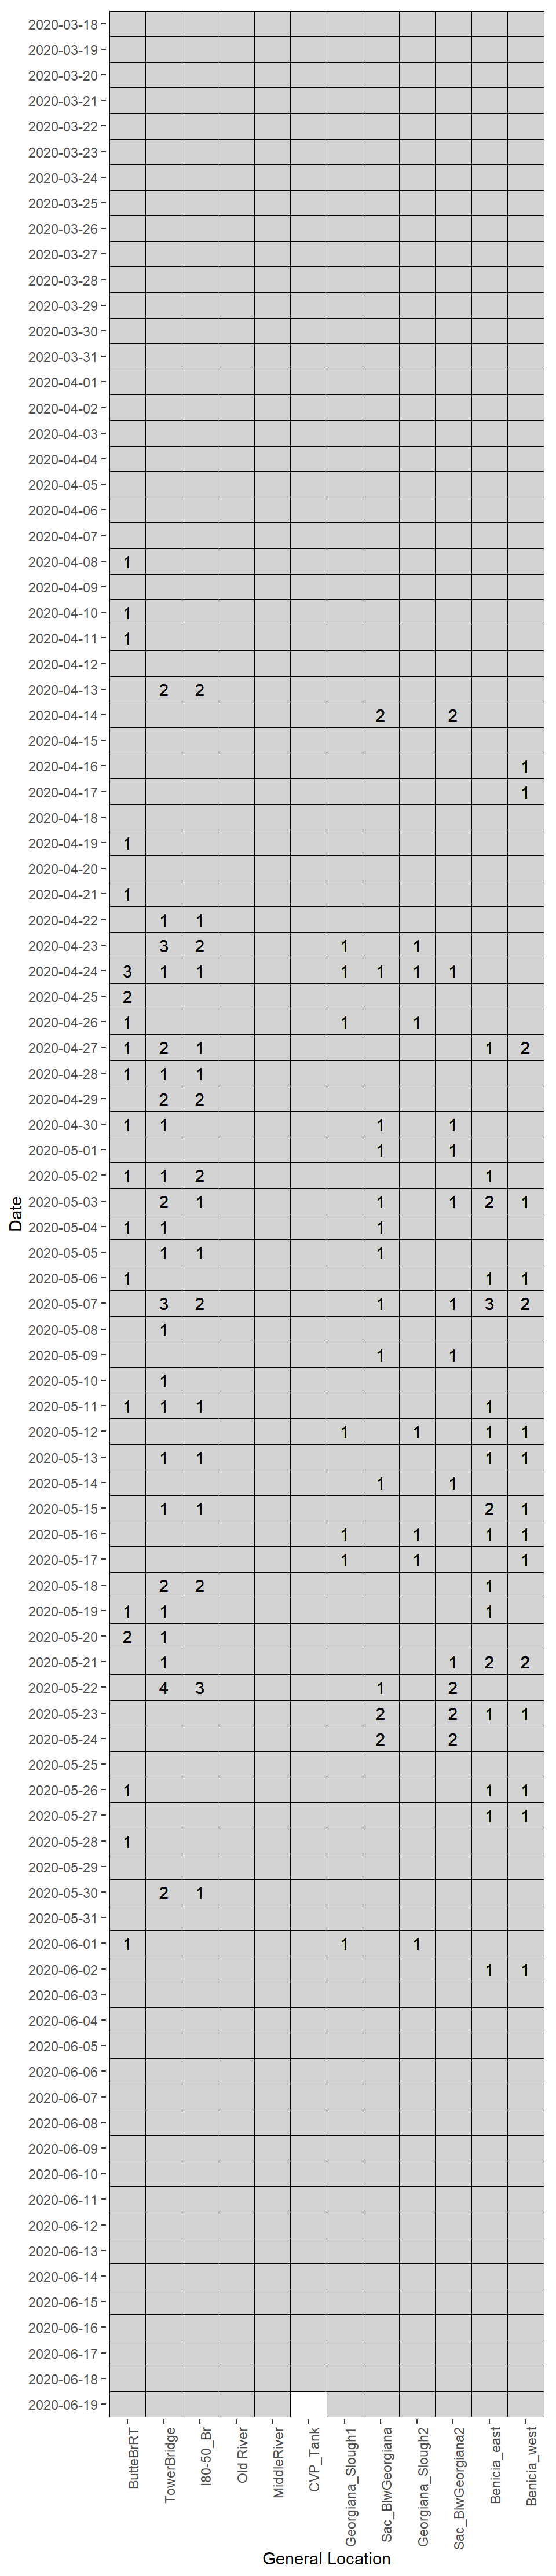 2020-03-18
2020-03-19
2020-03-20
2020-03-21
2020-03-22
2020-03-23
2020-03-24
2020-03-25
2020-03-26
2020-03-27
2020-03-28
2020-03-29
2020-03-30
2020-03-31
2020-04-01
2020-04-02
2020-04-03
2020-04-04
2020-04-05
2020-04-06
2020-04-07
2020-04-08 1
2020-04-09
2020-04-10 1
2020-04-11 1
2020-04-12
2020-04-13 2 2
2020-04-14 2 2
2020-04-15
2020-04-16 1
2020-04-17 1
2020-04-18
2020-04-19 1
2020-04-20
2020-04-21 1
2020-04-22 1 1
2020-04-23 3 2 1 1
2020-04-24 3 1 1 1 1 1 1
2020-04-25 2
2020-04-26 1 1 1
2020-04-27 1 2 1 1 2
2020-04-28 1 1 1
2020-04-29 2 2
2020-04-30 1 1 1 1
2020-05-01 1 1
2020-05-02 1 1 2 1
2020-05-03 2 1 1 1 2 1
2020-05-04 1 1 1
2020-05-05 1 1 1
2020-05-06 1 1 1
2020-05-07 3 2 1 1 3 2
2020-05-08 1
2020-05-09 1 1
2020-05-10 1
2020-05-11 1 1 1 1
2020-05-12 1 1 1 1
2020-05-13 1 1 1 1
2020-05-14 1 1
2020-05-15 1 1 2 1
2020-05-16 1 1 1 1
2020-05-17 1 1 1
2020-05-18 2 2 1
2020-05-19 1 1 1
2020-05-20 2 1
2020-05-21 1 1 2 2
2020-05-22 4 3 1 2
2020-05-23 2 2 1 1
2020-05-24 2 2
2020-05-25
2020-05-26 1 1 1
2020-05-27 1 1
2020-05-28 1
2020-05-29
2020-05-30 2 1
2020-05-31
2020-06-01 1 1 1
2020-06-02 1 1
2020-06-03
2020-06-04
2020-06-05
2020-06-06
2020-06-07
2020-06-08
2020-06-09
2020-06-10
2020-06-11
2020-06-12
2020-06-13
2020-06-14
2020-06-15
2020-06-16
2020-06-17
2020-06-18
2020-06-19
Date
ButteBrRT
TowerBridge
I80-50_Br
Old River
MiddleRiver
CVP_Tank
Georgiana_Slough1
Sac_BlwGeorgiana
Georgiana_Slough2
Sac_BlwGeorgiana2
Benicia_east
Benicia_west
General Location